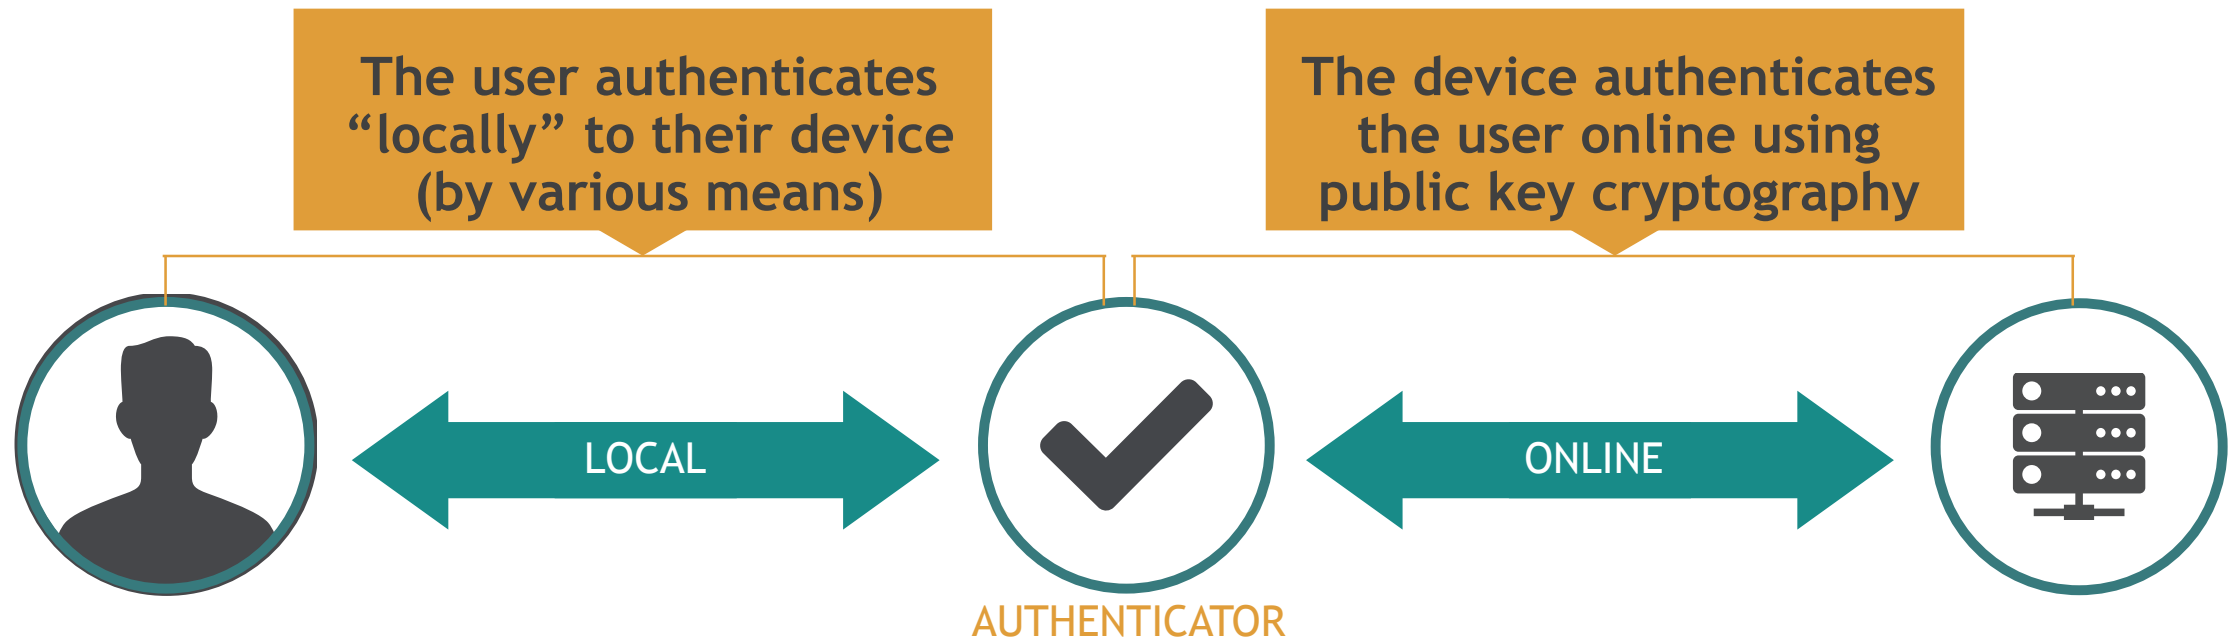 The user authenticates
“locally” to their device
(by various means)
The device authenticates
the user online using
public key cryptography
LOCAL
ONLINE
AUTHENTICATOR